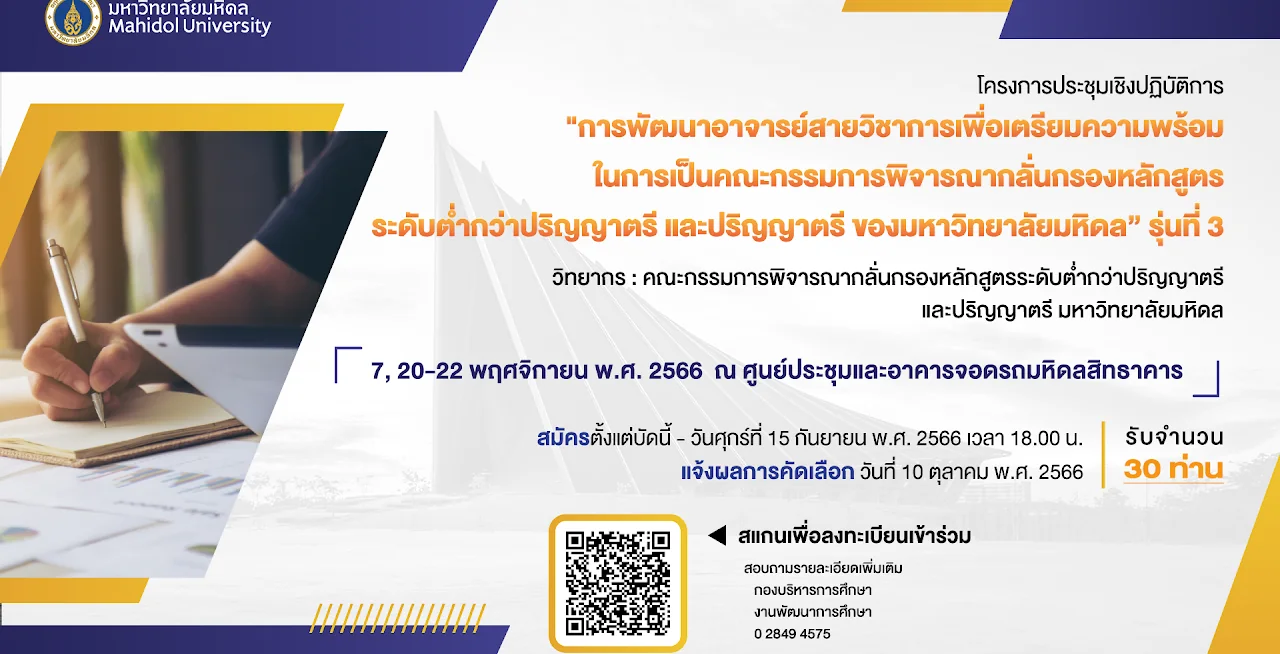 มหาวิทยาลัยมหิดล
Mahidol University
โครงการประชุมเชิงปฏิบัติการ
"การพัฒนาอาจารย์สายวิชาการเพื่อเตรียมความพร้อม
ในการเป็นคณะกรรมการพิจารณากลั่นกรองหลักสูตร
ระดับต่ำกว่าปริญญาตรี และปริญญาตรี ของมหาวิทยาลัยมหิดล” รุ่นที่ 3
วิทยากร : คณะกรรมการพิจารณากลั่นกรองหลักสูตรระดับต่ำกว่าปริญญาตรี
และปริญญาตรี มหาวิทยาลัยมหิดล
7, 20-22 พฤศจิกายน พ.ศ. 2566 ณ ศูนย์ประชุมและอาคารจอดรถมหิดลสิทธาคาร
สมัครตั้งแต่บัดนี้ - วันศุกร์ที่ 15 กันยายน พ.ศ. 2566 เวลา 18.00 น.
แจ้งผลการคัดเลือก วันที่ 10 ตุลาคม พ.ศ. 2566
รับจำนวน
30 ท่าน
สแกนเพื่อลงทะเบียนเข้าร่วม
สอบถามรายละเอียดเพิ่มเติม
กองบริหารการศึกษา
งานพัฒนาการศึกษา
0 2849 4575